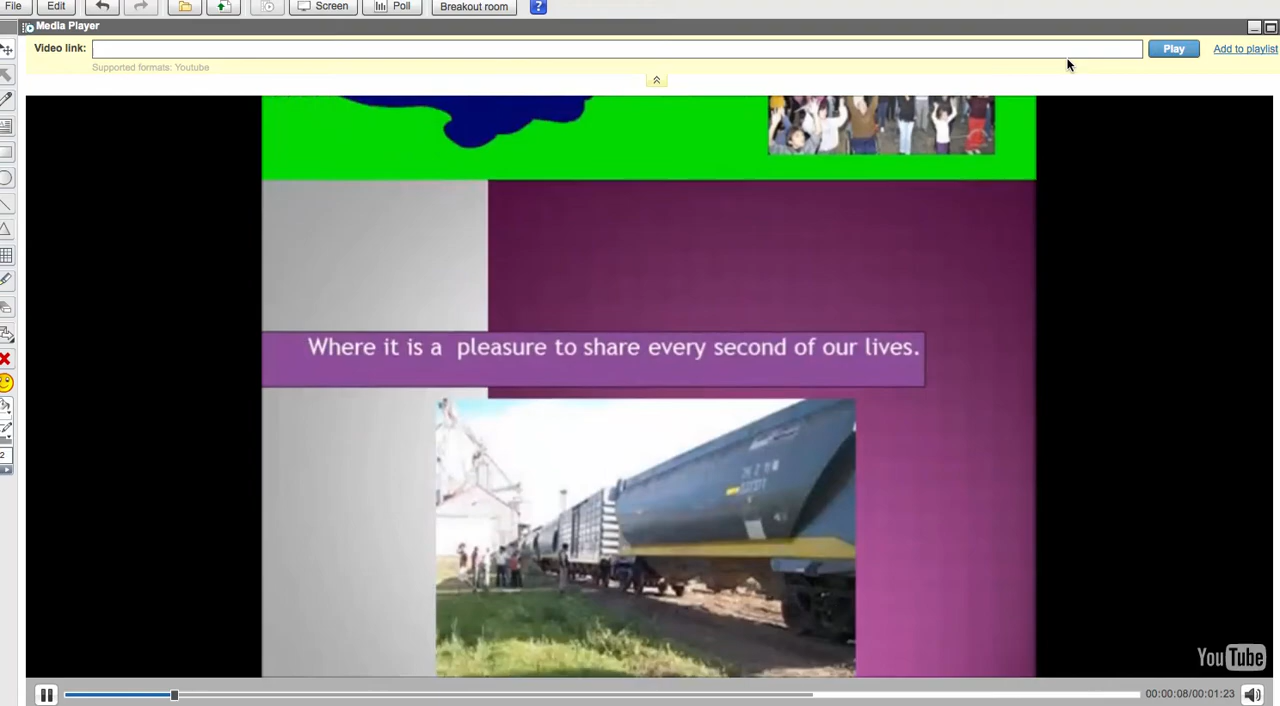 File Edit Screen Poll Breakout room ?
Media Player
Video link: Play Add to playlist
Supported formats: Youtube
Where it is a pleasure to share every second of our lives.
YouTube
2
00:00:08/00:01:23